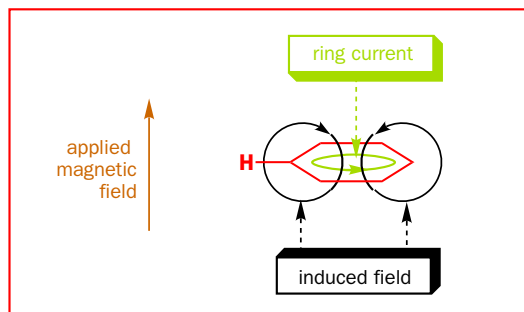 ring current
applied
magnetic
field
H
induced field